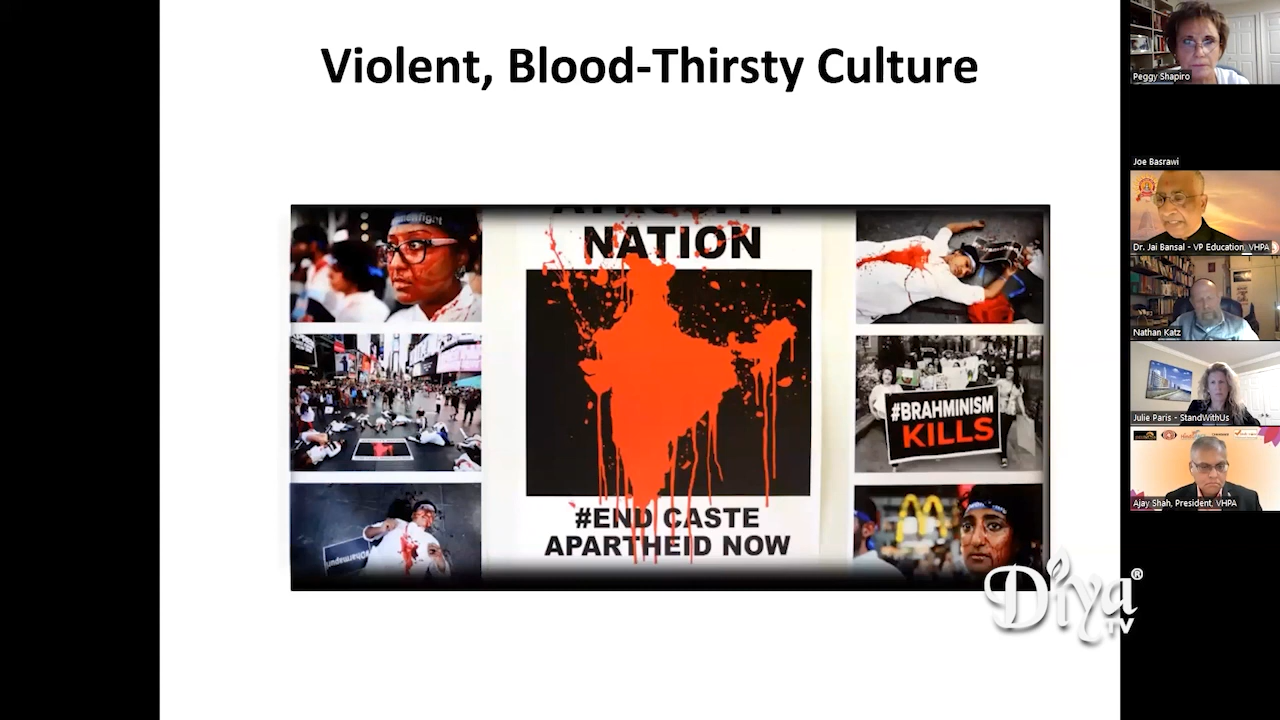 Violent, Blood-Thirsty Culture
NATION
#END CASTE
APARTHEID NOW
#BRAHMINISM
KILLS
Peggy Shapiro
Joe Basrawi
Dr. Jai Bansal - VP Education, VHPA
Nathan Katz
Julie Paris - StandWithUs
Ajay Shah, President, VHPA
Diya®
TV